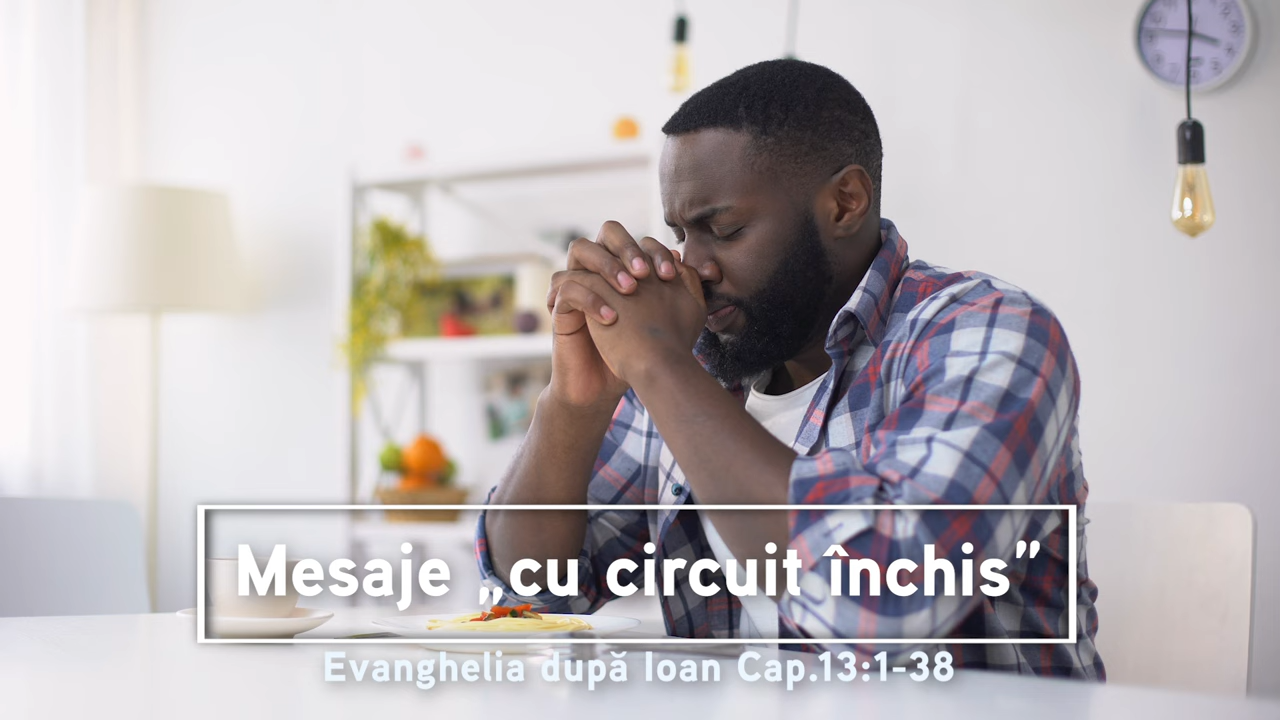 Mesaje „cu circuit închis”
Evanghelia după Ioan Cap.13:1-38